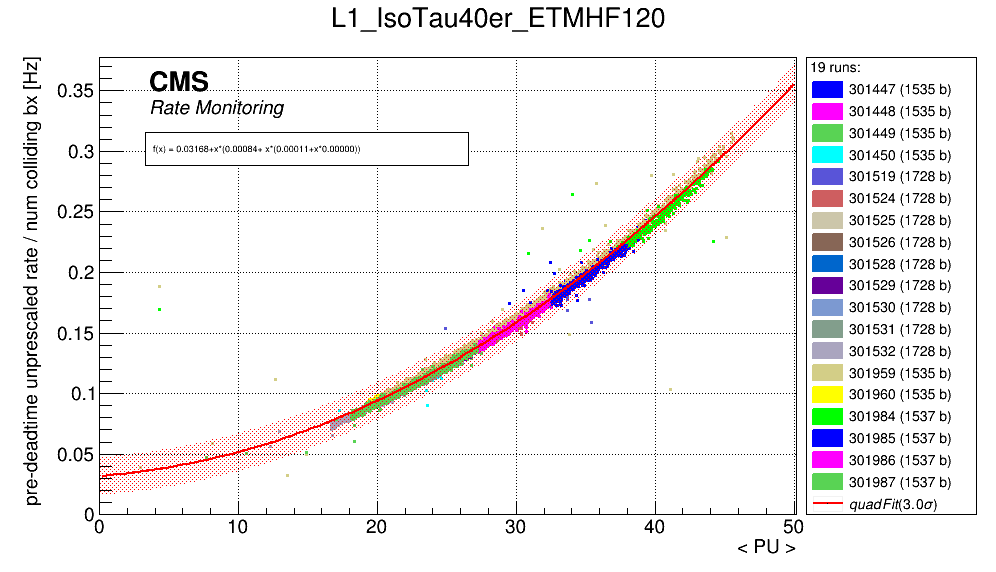 L1_IsoTau40er_ETMHF120
pre-deadtime unprescaled rate / num colliding bx [Hz]
CMS
Rate Monitoring
f(x) = 0.03168+x*(0.00084+ x*(0.00011+x*0.00000))
0.35
0.3
0.25
0.2
0.15
0.1
0.05
0
0 10 20 30 40 50
< PU >
19 runs:
301447 (1535 b)
301448 (1535 b)
301449 (1535 b)
301450 (1535 b)
301519 (1728 b)
301524 (1728 b)
301525 (1728 b)
301526 (1728 b)
301528 (1728 b)
301529 (1728 b)
301530 (1728 b)
301531 (1728 b)
301532 (1728 b)
301959 (1535 b)
301960 (1535 b)
301984 (1537 b)
301985 (1537 b)
301986 (1537 b)
301987 (1537 b)
quadFit(3.0σ)